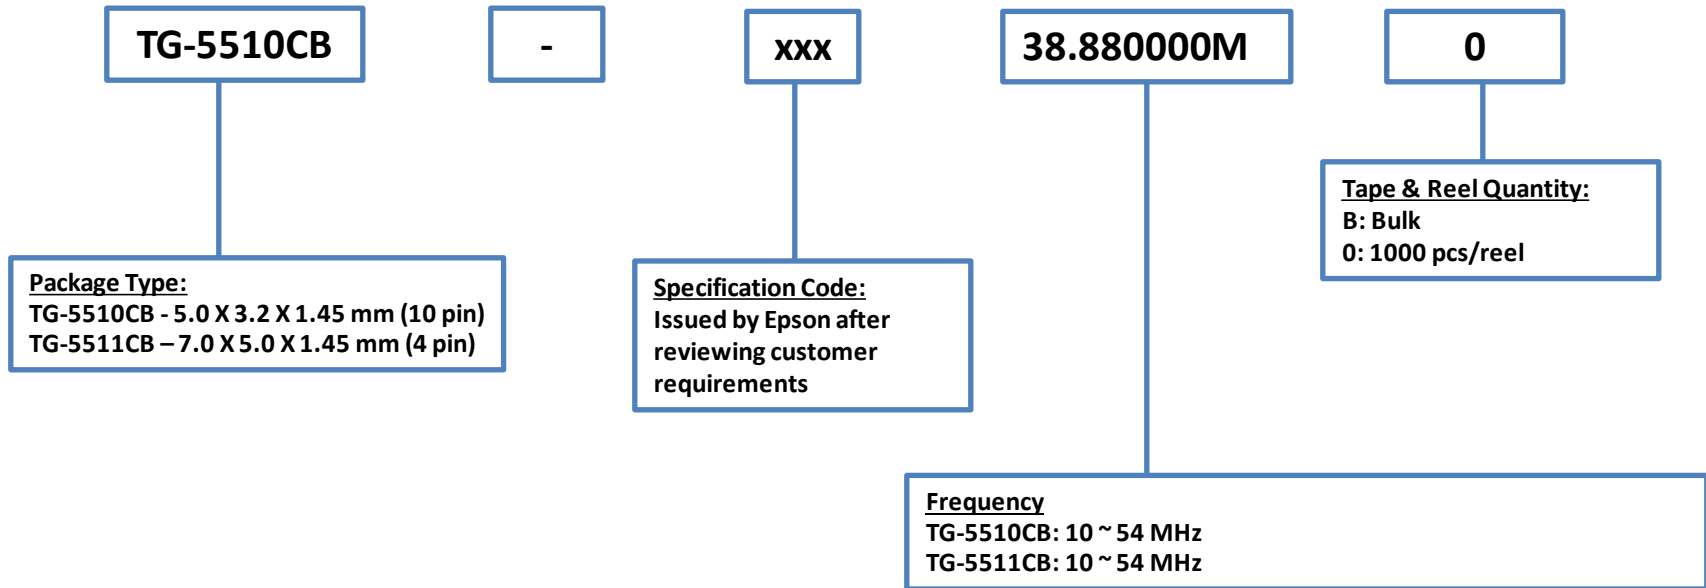 TG-5510CB - xxx 38.880000M 0
Tape & Reel Quantity:
B: Bulk
0: 1000 pcs/reel
Package Type:
TG-5510CB - 5.0 X 3.2 X 1.45 mm (10 pin)
TG-5511CB – 7.0 X 5.0 X 1.45 mm (4 pin)
Specification Code:
Issued by Epson after
reviewing customer
requirements
Frequency
TG-5510CB: 10 ~ 54 MHz
TG-5511CB: 10 ~ 54 MHz